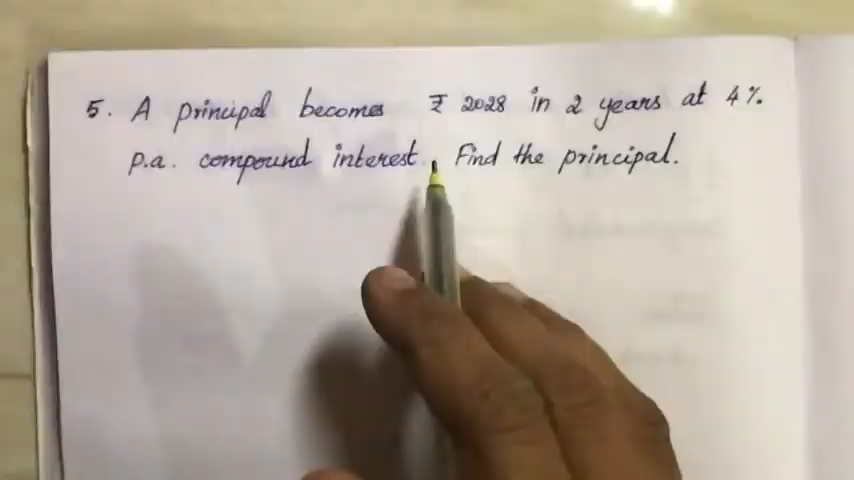 5. A principal becomes ₹ 2028 in 2 years at 4%.
p.a. compound interest. Find the principal.